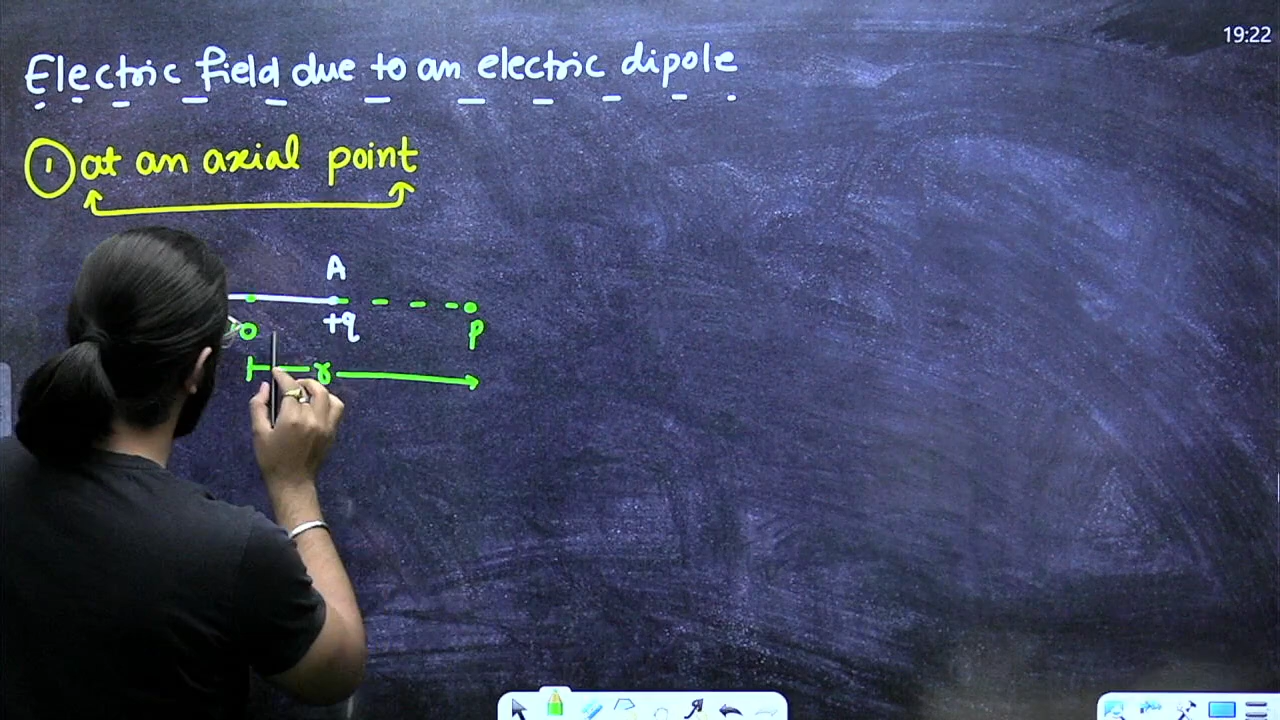 19:22
Electric field due to an electric dipole
① at an axial point
A
O +q P
r